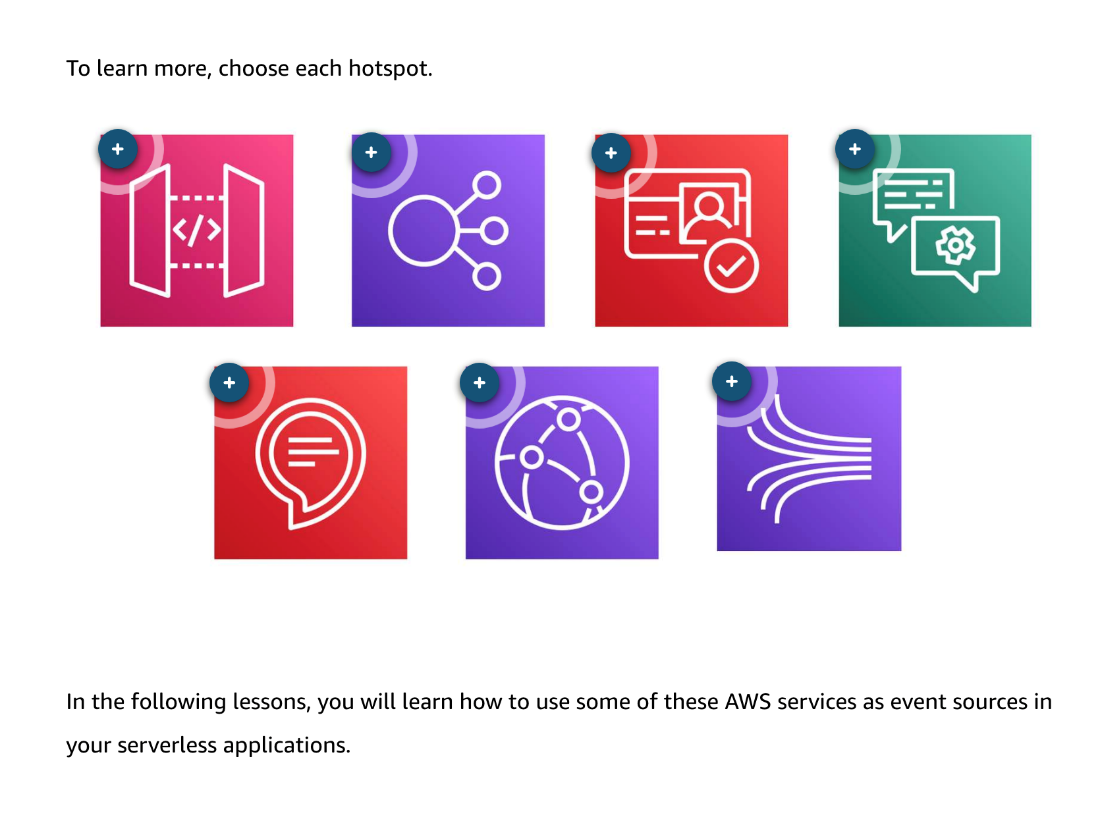 To learn more, choose each hotspot.
</>
In the following lessons, you will learn how to use some of these AWS services as event sources in
your serverless applications.